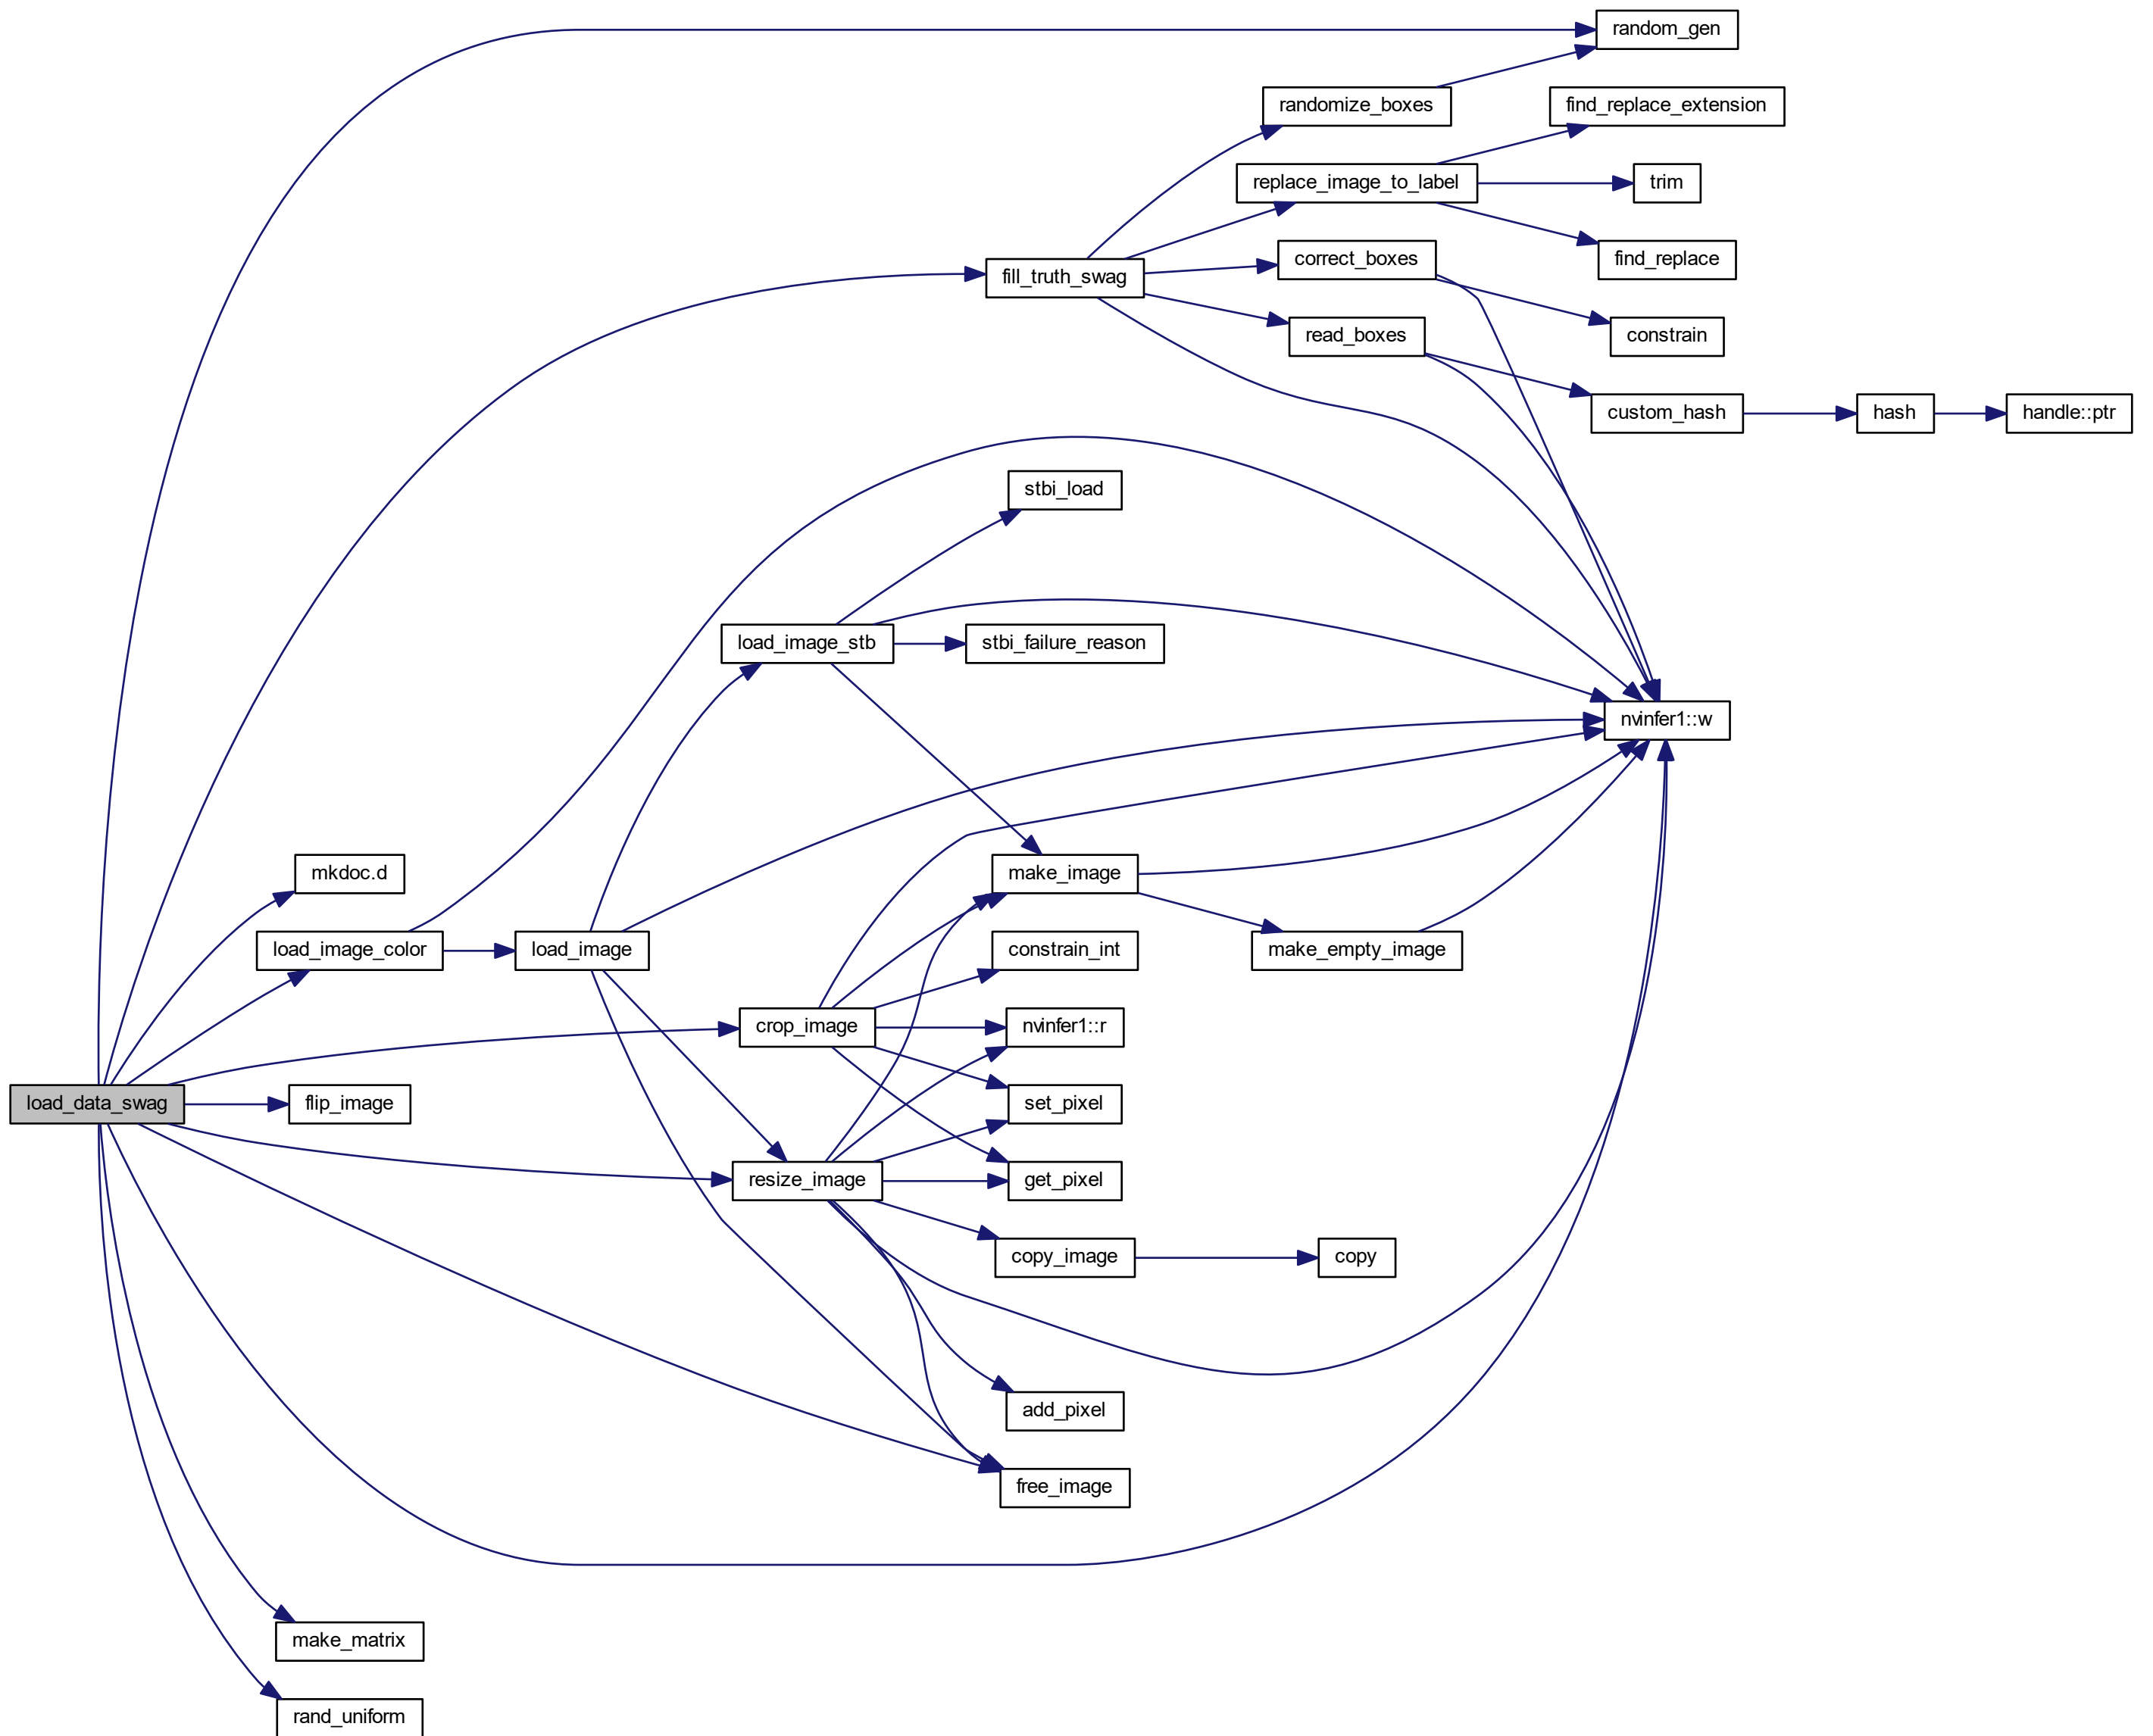 random_gen
randomize_boxes
find_replace_extension
replace_image_to_label
trim
correct_boxes
find_replace
fill_truth_swag
read_boxes
constrain
custom_hash
hash
handle::ptr
stbi_load
load_image_stb
stbi_failure_reason
nvinfer1::w
mkdoc.d
make_image
load_image_color
load_image
constrain_int
make_empty_image
crop_image
nvinfer1::r
load_data_swag
flip_image
set_pixel
resize_image
get_pixel
copy_image
copy
add_pixel
free_image
make_matrix
rand_uniform